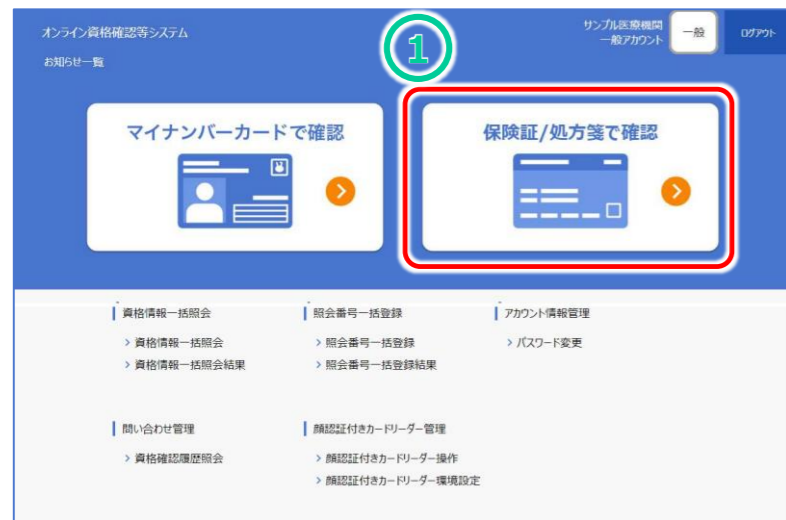 オンライン資格確認等システム
サンプル医療機関
一般アカウント
一般
ログアウト
お知らせ一覧
1
マイナンバーカードで確認
保険証/処方箋で確認
資格情報一括照会
照会番号一括登録
アカウント情報管理
> 資格情報一括照会
> 照会番号一括登録
> パスワード変更
> 資格情報一括照会結果
> 照会番号一括登録結果
問い合わせ管理
顔認証付きカードリーダー管理
> 資格確認履歴照会
> 顔認証付きカードリーダー操作
> 顔認証付きカードリーダー環境設定